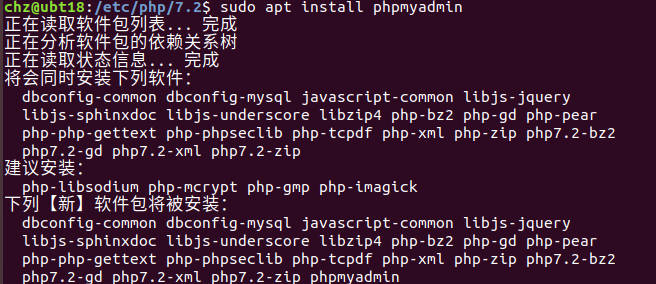 chz@ubt18:/etc/php/7.2$ sudo apt install phpmyadmin
正在读取软件包列表... 完成
正在分析软件包的依赖关系树
正在读取状态信息... 完成
将会同时安装下列软件：
dbconfig-common dbconfig-mysql javascript-common libjs-jquery
libjs-sphinxdoc libjs-underscore libzip4 php-bz2 php-gd php-pear
php-php-gettext php-phpseclib php-tcpdf php-xml php-zip php7.2-bz2
php7.2-gd php7.2-xml php7.2-zip
建议安装：
php-libsodium php-mcrypt php-gmp php-imagick
下列【新】软件包将被安装：
dbconfig-common dbconfig-mysql javascript-common libjs-jquery
libjs-sphinxdoc libjs-underscore libzip4 php-bz2 php-gd php-pear
php-php-gettext php-phpseclib php-tcpdf php-xml php-zip php7.2-bz2
php7.2-gd php7.2-xml php7.2-zip phpmyadmin